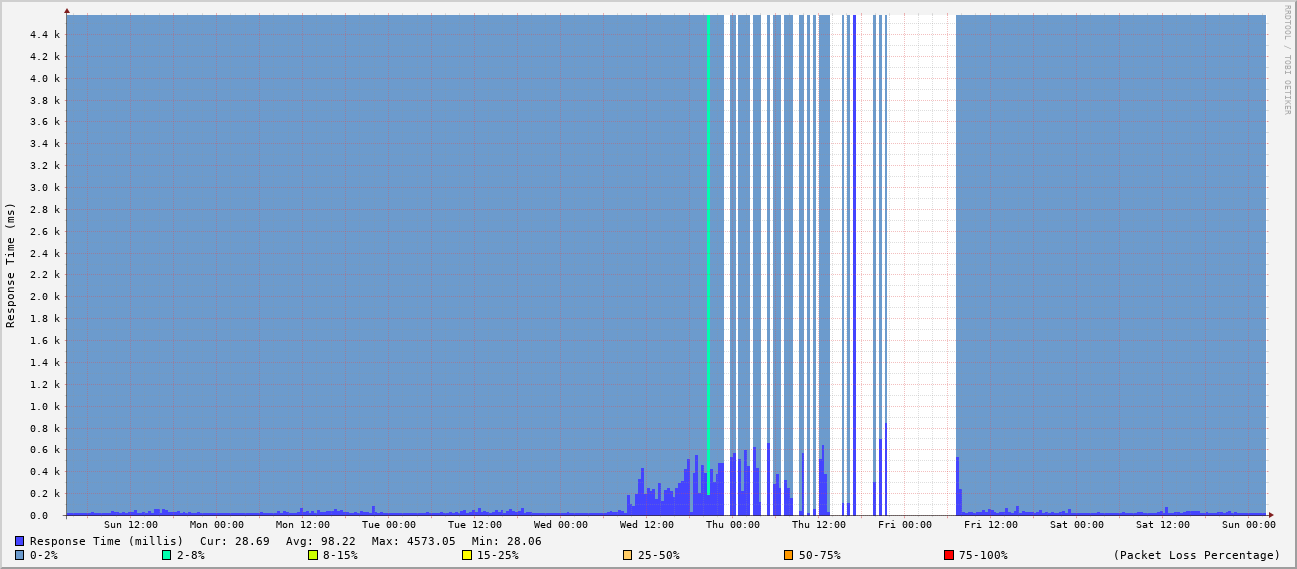 RRDTOOL / TOBI OETIKER
Response Time (ms)
4.4 k
4.2 k
4.0 k
3.8 k
3.6 k
3.4 k
3.2 k
3.0 k
2.8 k
2.6 k
2.4 k
2.2 k
2.0 k
1.8 k
1.6 k
1.4 k
1.2 k
1.0 k
0.8 k
0.6 k
0.4 k
0.2 k
0.0
Sun 12:00 Mon 00:00 Mon 12:00 Tue 00:00 Tue 12:00 Wed 00:00 Wed 12:00 Thu 00:00 Thu 12:00 Fri 00:00 Fri 12:00 Sat 00:00 Sat 12:00 Sun 00:00
Response Time (millis) Cur: 28.69 Avg: 98.22 Max: 4573.05 Min: 28.06
0-2% 2-8% 8-15% 15-25% 25-50% 50-75% 75-100% (Packet Loss Percentage)